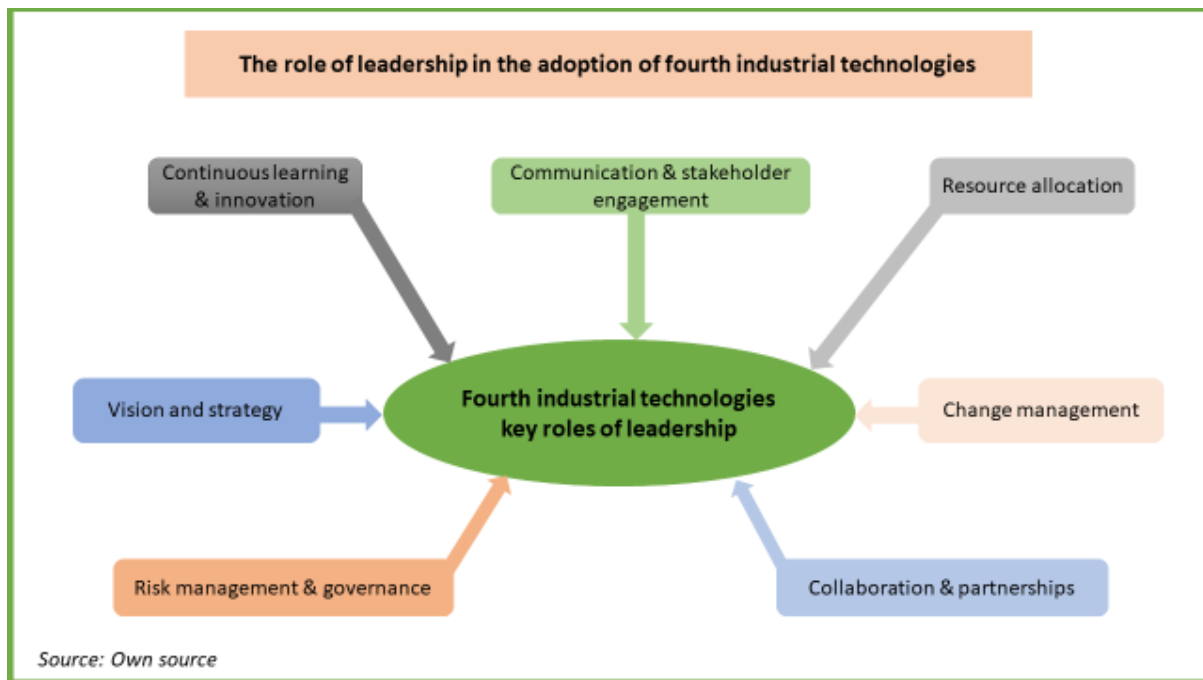 The role of leadership in the adoption of fourth industrial technologies
Continuous learning
& innovation
Communication & stakeholder
engagement
Resource allocation
Vision and strategy
Fourth industrial technologies
key roles of leadership
Change management
Risk management & governance
Collaboration & partnerships
Source: Own source